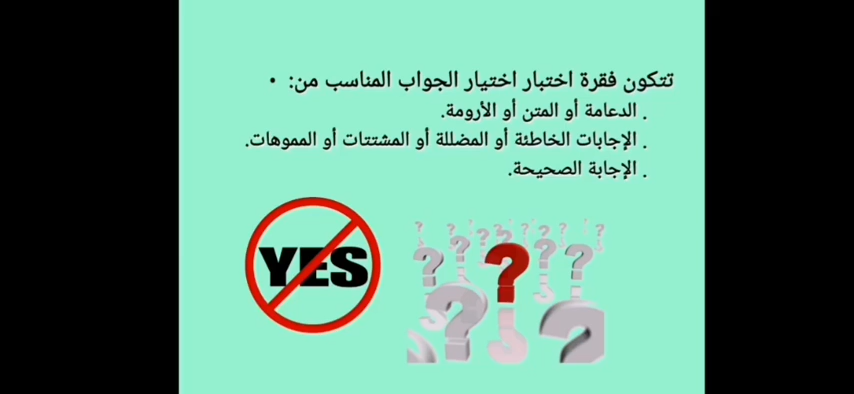 تتكون فقرة اختبار اختيار الجواب المناسب من: •
. الدعامة أو المتن أو الأرومة.
. الإجابات الخاطئة أو المضللة أو المشتتات أو المموهات.
. الإجابة الصحيحة.
YES